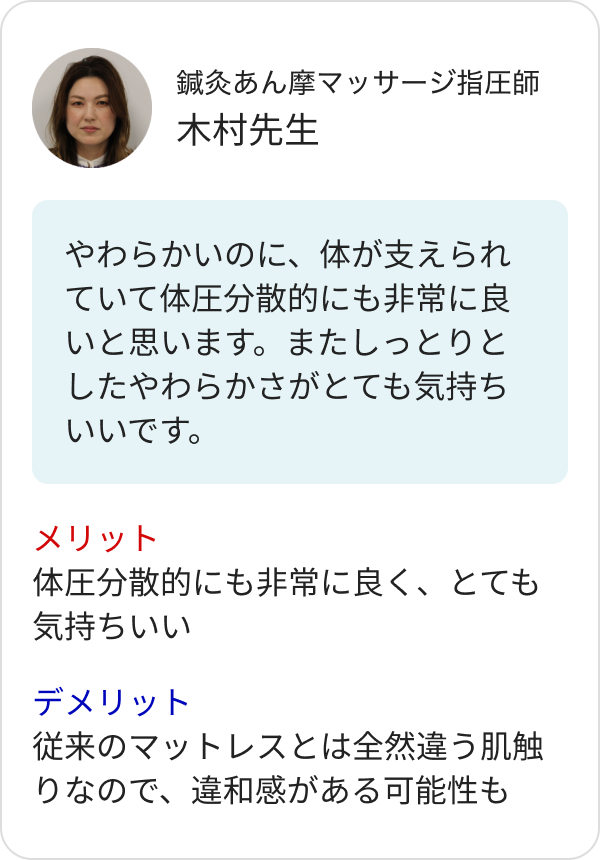 鍼灸あん摩マッサージ指圧師
木村先生
やわらかいのに、体が支えられ
ていて体圧分散的にも非常に良
いと思います。またしっとりと
したやわらかさがとても気持ち
いいです。
メリット
体圧分散的にも非常に良く、とても
気持ちいい
デメリット
従来のマットレスとは全然違う肌触
りなので、違和感がある可能性も